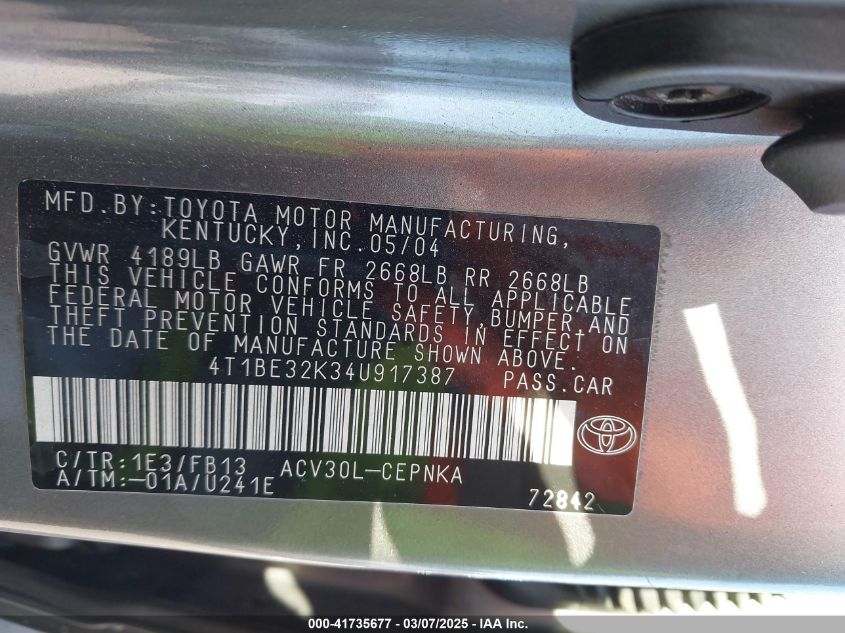 MFD.BY:TOYOTA MOTOR MANUFACTURING,
KENTUCKY,INC.05/04
GVWR 4189LB GAWR FR 2668LB RR 2668LB
THIS VEHICLE CONFORMS TO ALL APPLICABLE
FEDERAL MOTOR VEHICLE SAFETY,BUMPER,AND
THEFT PREVENTION STANDARDS IN EFFECT ON
THE DATE OF MANUFACTURE SHOWN ABOVE.
4T1BE32K34U917387 PASS.CAR
C/TR:1E3/FB13 ACV30L-CEPNKA
A/TM:-01A/U241E 72842
000-41735677 - 03/07/2025 - IAA Inc.